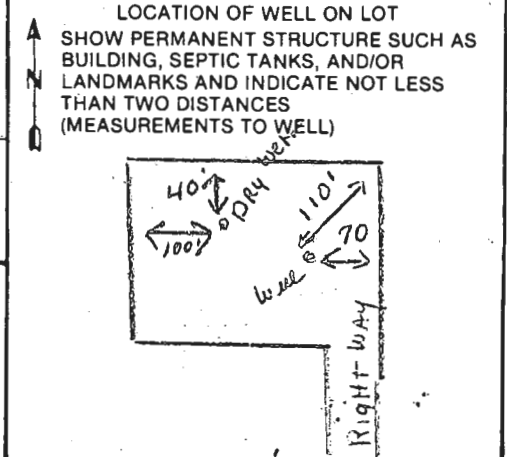 LOCATION OF WELL ON LOT
SHOW PERMANENT STRUCTURE SUCH AS
BUILDING, SEPTIC TANKS, AND/OR
N LANDMARKS AND INDICATE NOT LESS
THAN TWO DISTANCES
(MEASUREMENTS TO WELL)
40'
DRY Well
110'
100'
70
Well
RIGHT-WAY